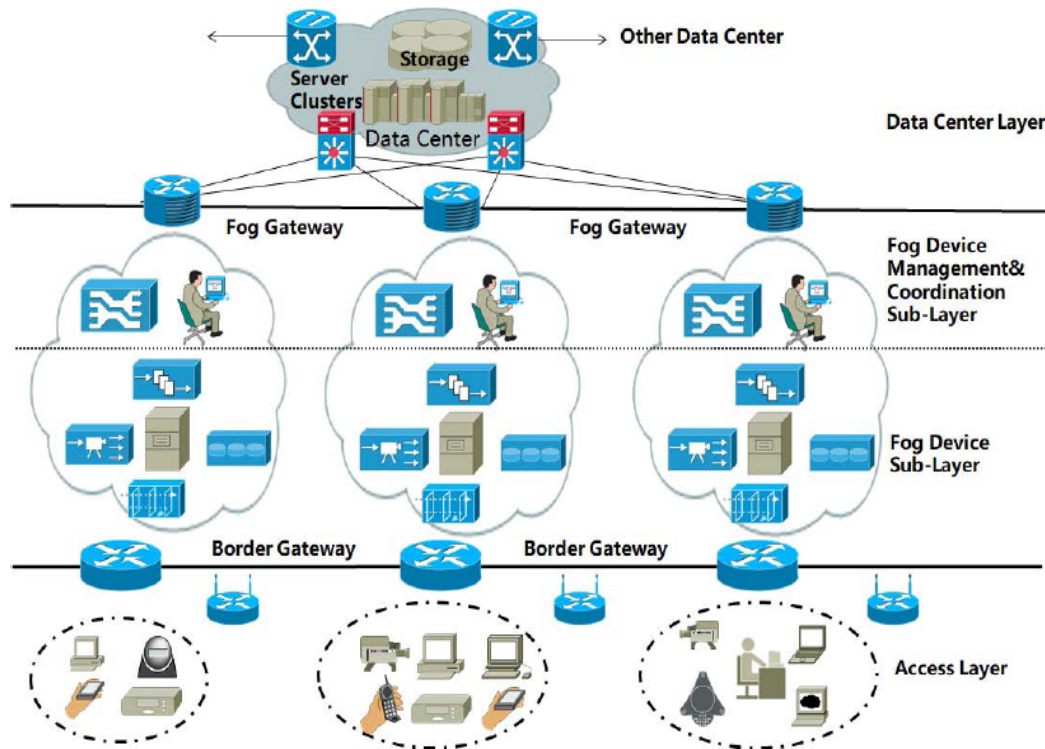 Other Data Center
Storage
Server
Clusters
Data Center
Data Center Layer
Fog Gateway
Fog Gateway
Fog Device
Management&
Coordination
Sub-Layer
Fog Device
Sub-Layer
Border Gateway
Border Gateway
Access Layer